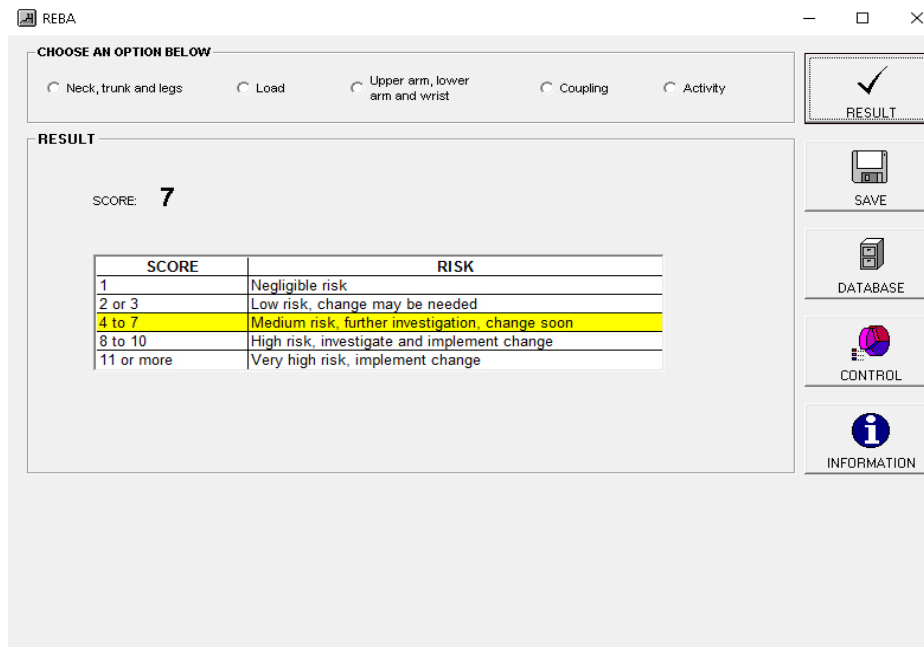 REBA
CHOOSE AN OPTION BELOW
Neck, trunk and legs
Load
Upper arm, lower
arm and wrist
Coupling
Activity
RESULT
SCORE: 7
SCORE RISK
1 Negligible risk
2 or 3 Low risk, change may be needed
4 to 7 Medium risk, further investigation, change soon
8 to 10 High risk, investigate and implement change
11 or more Very high risk, implement change
RESULT
SAVE
DATABASE
CONTROL
INFORMATION